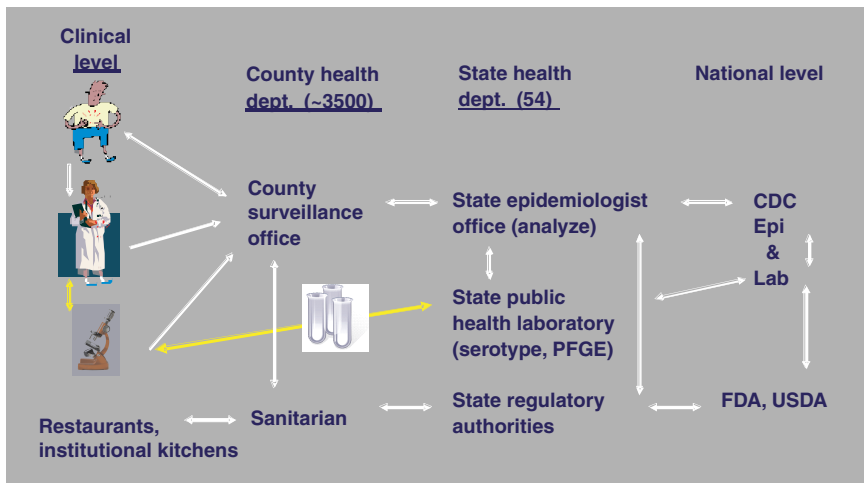 Clinical
level
County health
dept. (~3500)
State health
dept. (54)
National level
County
surveillance
office
State epidemiologist
office (analyze)
CDC
Epi
&
Lab
State public
health laboratory
(serotype, PFGE)
Restaurants,
institutional kitchens
Sanitarian
State regulatory
authorities
FDA, USDA